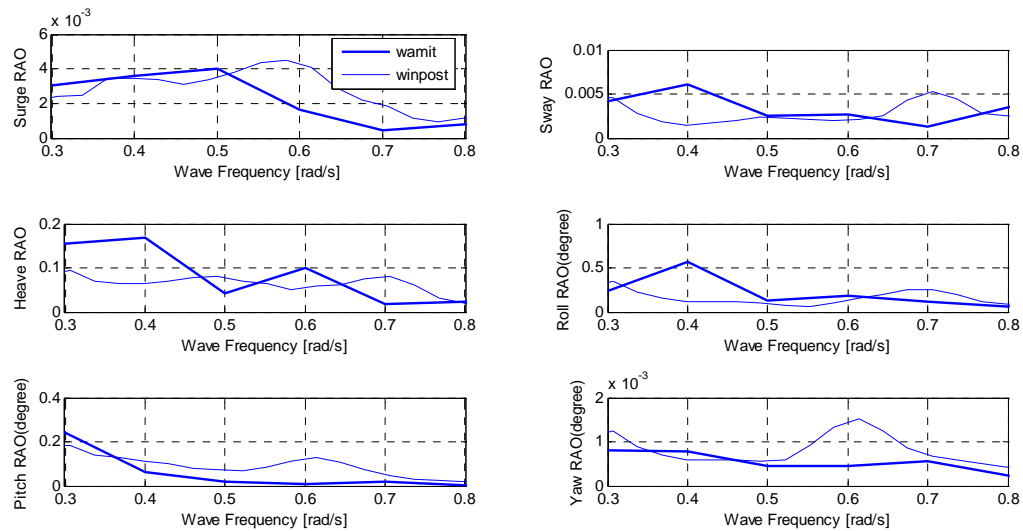 x 10-3
6
4
2
0
Surge RAO
wamit
winpost
0.3 0.4 0.5 0.6 0.7 0.8
Wave Frequency [rad/s]
0.01
0.005
0
Sway RAO
0.3 0.4 0.5 0.6 0.7 0.8
Wave Frequency [rad/s]
0.2
0.1
0
Heave RAO
0.3 0.4 0.5 0.6 0.7 0.8
Wave Frequency [rad/s]
1
0.5
0
Roll RAO(degree)
0.3 0.4 0.5 0.6 0.7 0.8
Wave Frequency [rad/s]
0.4
0.2
0
Pitch RAO(degree)
0.3 0.4 0.5 0.6 0.7 0.8
Wave Frequency [rad/s]
x 10-3
2
1
0
Yaw RAO(degree)
0.3 0.4 0.5 0.6 0.7 0.8
Wave Frequency [rad/s]